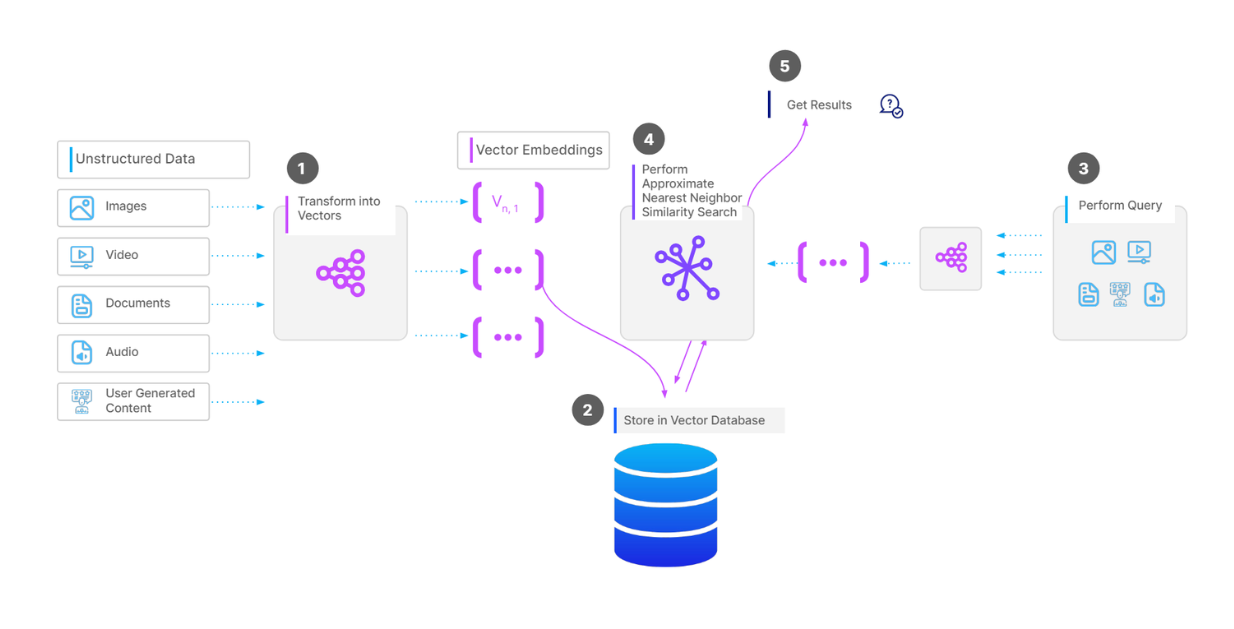 5
Get Results
?
4
Perform
Approximate
Nearest Neighbor
Similarity Search
Vector Embeddings
Unstructured Data
1
Transform into
Vectors
3
Perform Query
Images
V n, 1
Video
Documents
Audio
User Generated
Content
2
Store in Vector Database